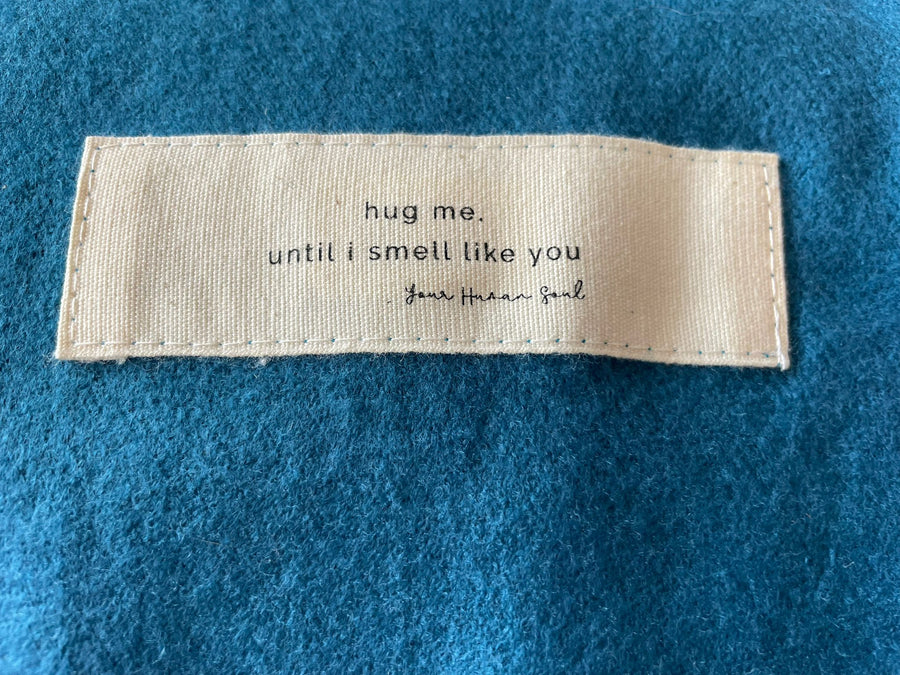 hug me.
until i smell like you
Your Human Soul